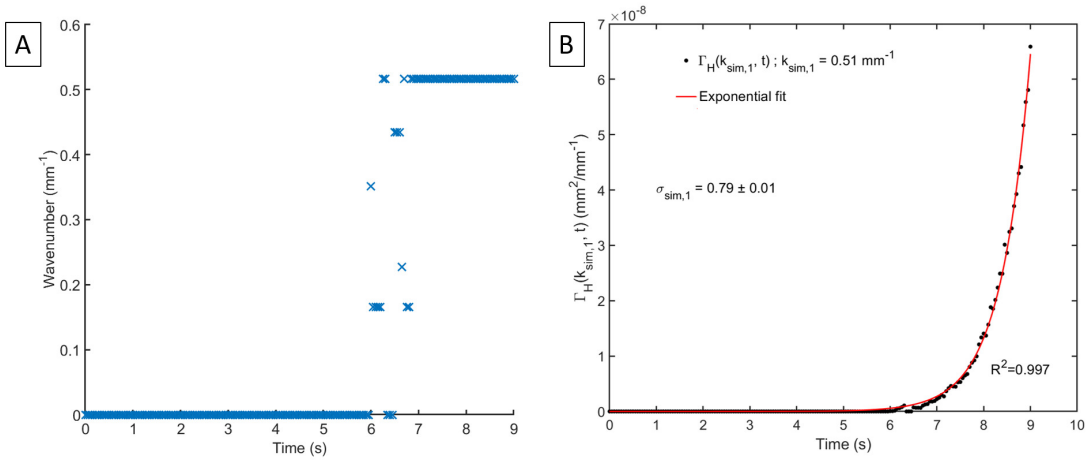 A
0.6
0.5
0.4
0.3
0.2
0.1
0
Wavenumber (mm⁻¹)
0 1 2 3 4 5 6 7 8 9
Time (s)
B
×10⁻⁸
7
6
5
4
3
2
1
0
Γ_H(k_sim,1, t) (mm²/mm⁻¹)
Γ_H(k_sim,1, t) ; k_sim,1 = 0.51 mm⁻¹
Exponential fit
σ_sim,1 = 0.79 ± 0.01
R²=0.997
0 1 2 3 4 5 6 7 8 9 10
Time (s)